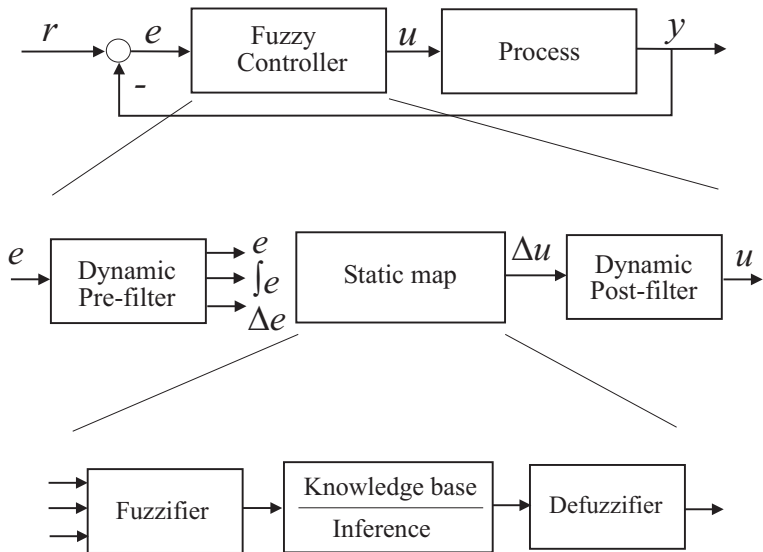 r
e
Fuzzy
Controller
u
Process
y
-
e
Dynamic
Pre-filter
e
∫e
Δe
Static map
Δu
Dynamic
Post-filter
u
Fuzzifier
Knowledge base
Inference
Defuzzifier